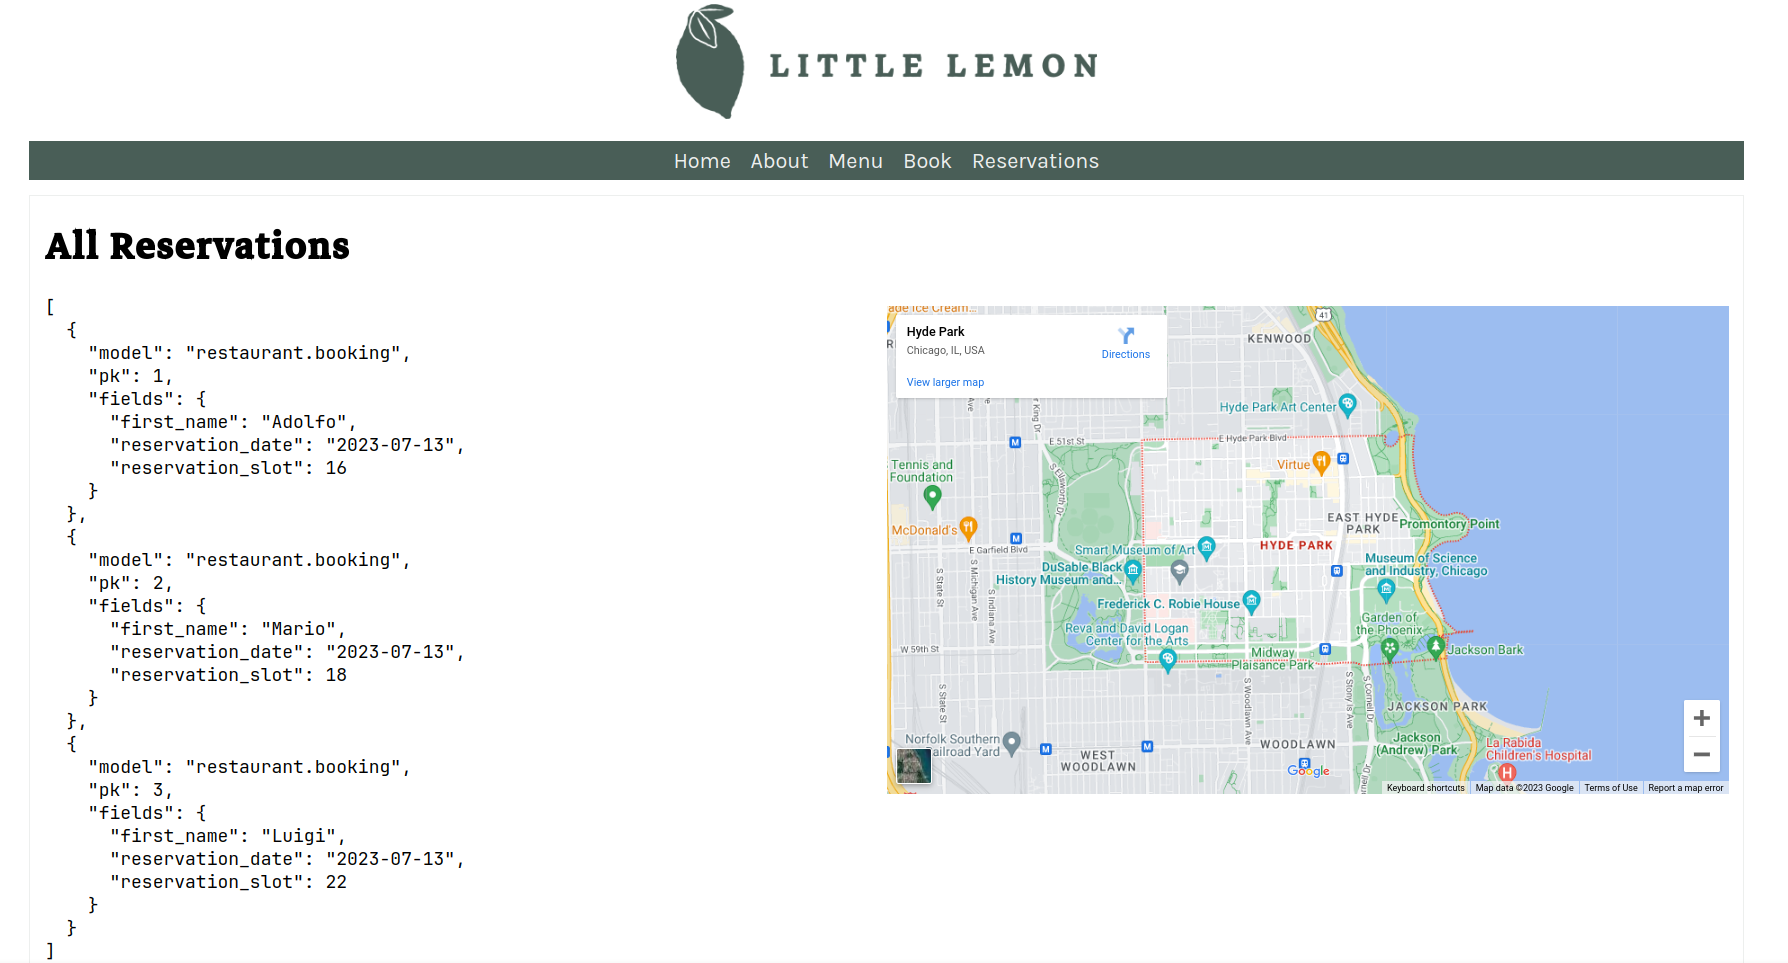 LITTLE LEMON
Home About Menu Book Reservations
All Reservations
[
  {
    "model": "restaurant.booking",
    "pk": 1,
    "fields": {
      "first_name": "Adolfo",
      "reservation_date": "2023-07-13",
      "reservation_slot": 16
    }
  },
  {
    "model": "restaurant.booking",
    "pk": 2,
    "fields": {
      "first_name": "Mario",
      "reservation_date": "2023-07-13",
      "reservation_slot": 18
    }
  },
  {
    "model": "restaurant.booking",
    "pk": 3,
    "fields": {
      "first_name": "Luigi",
      "reservation_date": "2023-07-13",
      "reservation_slot": 22
    }
  }
]
Ice Cream...
Hyde Park
Chicago, IL, USA
Directions
View larger map
41
KENWOOD
Hyde Park Art Center
E 51st St
E Hyde Park Blvd
M
S Ellsworth Dr
Virtue
Tennis and
Foundation
McDonald's
E Garfield Blvd
M
EAST HYDE
PARK
Promontory Point
HYDE PARK
Smart Museum of Art
Museum of Science
and Industry, Chicago
DuSable Black
History Museum and...
S State St
S Michigan Ave
S Indiana Ave
Frederick C. Robie House
Garden of
the Phoenix
Reva and David Logan
Center for the Arts
W 59th St
Midway
Plaisance Park
Jackson Bark
S State St
S Woodlawn Ave
S Stony Is Ave
S Cornell Dr
JACKSON PARK
Norfolk Southern
Railroad Yard
M
M
WEST
WOODLAWN
WOODLAWN
Jackson
(Andrew) Park
La Rabida
Children's Hospital
H
Google
+
−
Keyboard shortcuts
Map data ©2023 Google
Terms of Use
Report a map error